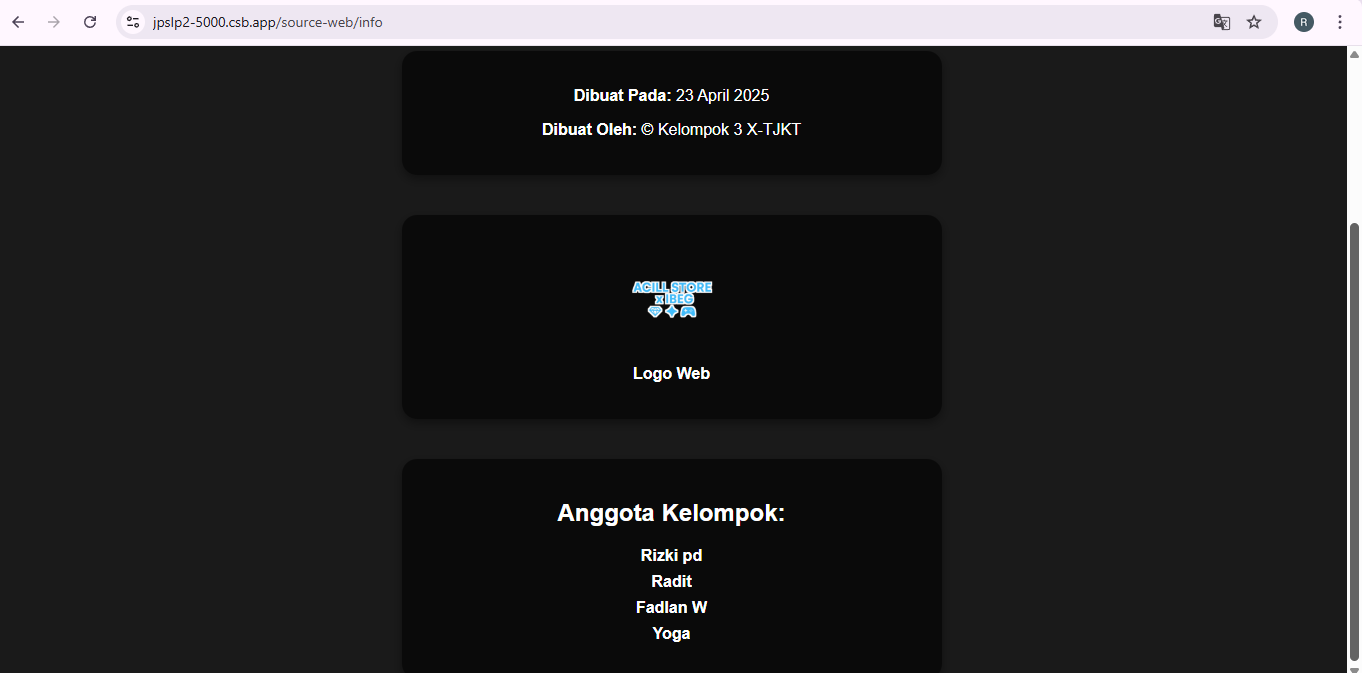 jpslp2-5000.csb.app/source-web/info
R
Dibuat Pada: 23 April 2025
Dibuat Oleh: © Kelompok 3 X-TJKT
ACILL STORE
x IBEG
Logo Web
Anggota Kelompok:
Rizki pd
Radit
Fadlan W
Yoga